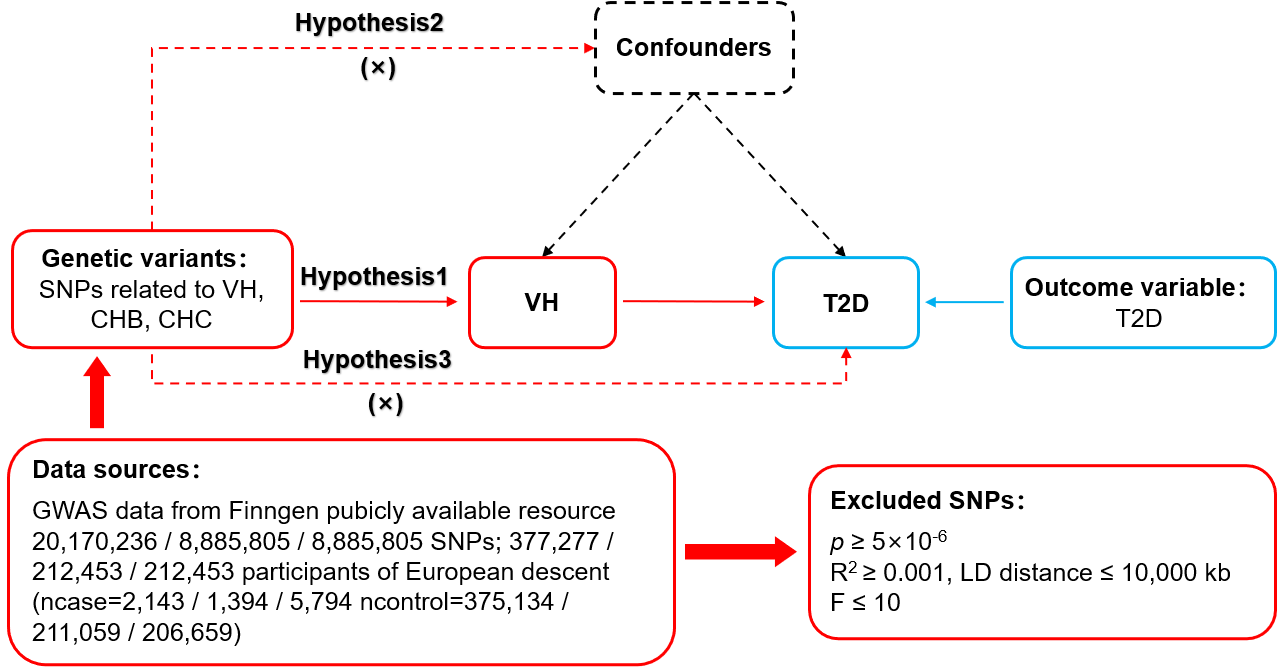 Hypothesis2
(×)
Confounders
Genetic variants：
SNPs related to VH,
CHB, CHC
Hypothesis1
VH
T2D
Outcome variable：
T2D
Hypothesis3
(×)
Data sources：
GWAS data from Finngen pubicly available resource
20,170,236 / 8,885,805 / 8,885,805 SNPs; 377,277 /
212,453 / 212,453 participants of European descent
(ncase=2,143 / 1,394 / 5,794 ncontrol=375,134 /
211,059 / 206,659)
Excluded SNPs：
p ≥ 5×10⁻⁶
R² ≥ 0.001, LD distance ≤ 10,000 kb
F ≤ 10